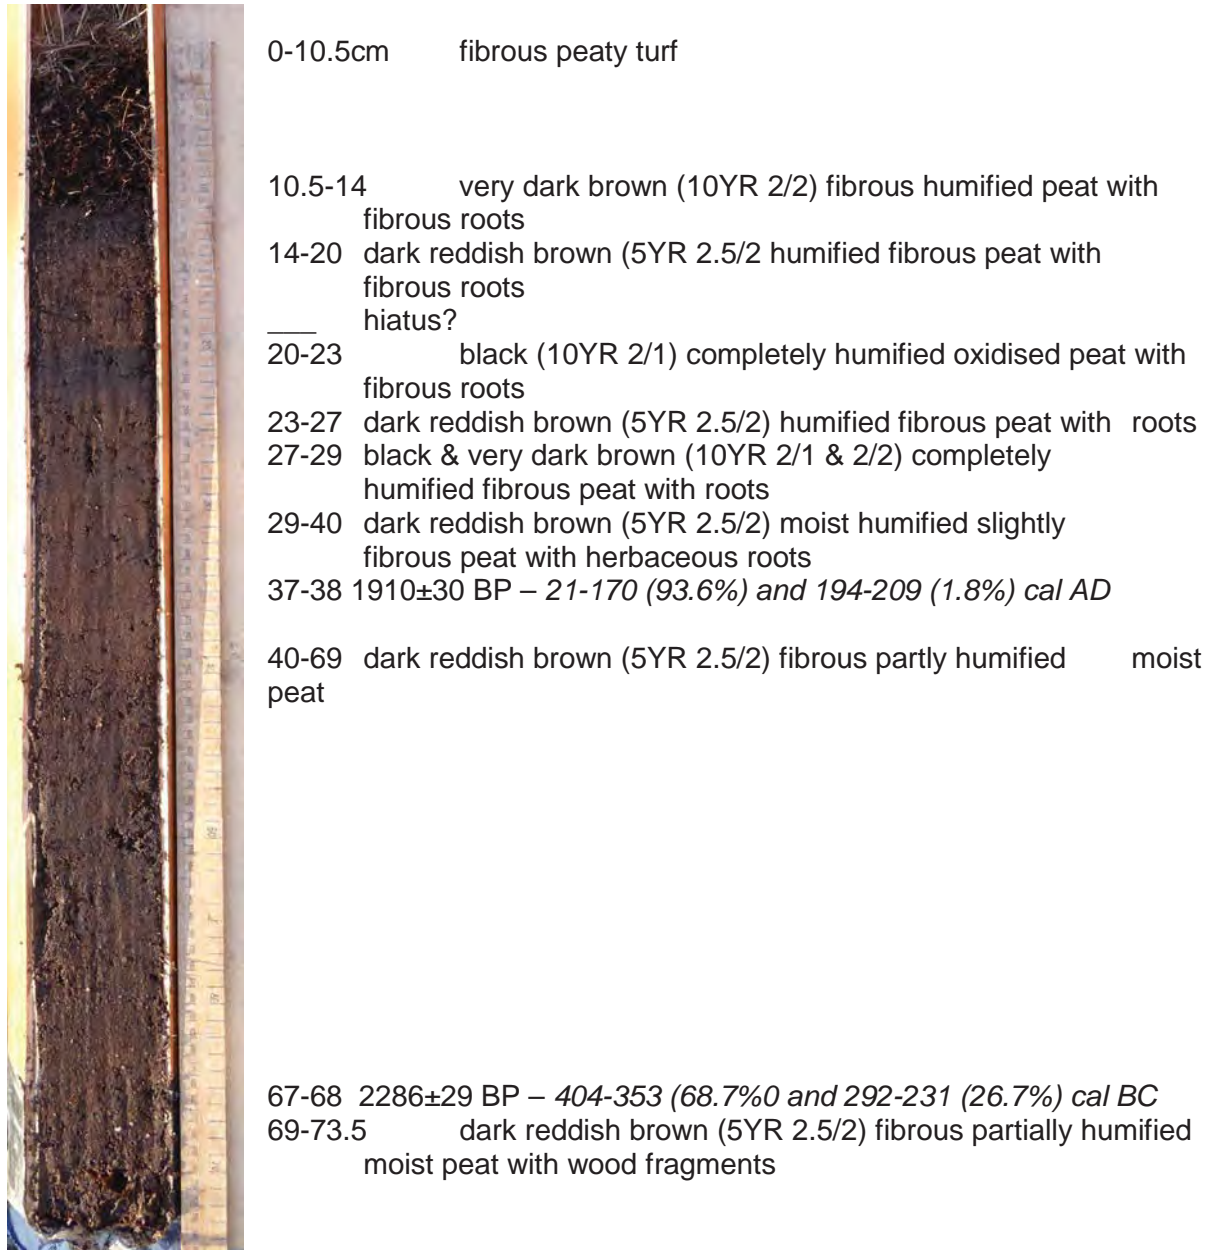 0-10.5cm fibrous peaty turf
10.5-14 very dark brown (10YR 2/2) fibrous humified peat with
fibrous roots
14-20 dark reddish brown (5YR 2.5/2 humified fibrous peat with
fibrous roots
___ hiatus?
20-23 black (10YR 2/1) completely humified oxidised peat with
fibrous roots
23-27 dark reddish brown (5YR 2.5/2) humified fibrous peat with roots
27-29 black & very dark brown (10YR 2/1 & 2/2) completely
humified fibrous peat with roots
29-40 dark reddish brown (5YR 2.5/2) moist humified slightly
fibrous peat with herbaceous roots
37-38 1910±30 BP – 21-170 (93.6%) and 194-209 (1.8%) cal AD
40-69 dark reddish brown (5YR 2.5/2) fibrous partly humified moist
peat
67-68 2286±29 BP – 404-353 (68.7%0 and 292-231 (26.7%) cal BC
69-73.5 dark reddish brown (5YR 2.5/2) fibrous partially humified
moist peat with wood fragments